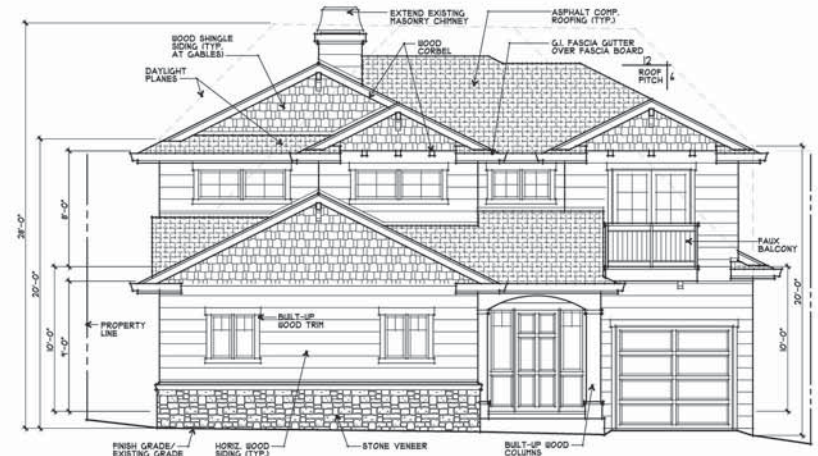 EXTEND EXISTING
MASONRY CHIMNEY
ASPHALT COMP.
ROOFING (TYP.)
WOOD SHINGLE
SIDING (TYP.
AT GABLES)
WOOD
CORBEL
G.I. FASCIA GUTTER
OVER FASCIA BOARD
12
ROOF
PITCH
DAYLIGHT
PLANES
8'-0"
28'-0"
20'-0"
10'-0"
9'-0"
FAUX
BALCONY
20'-0"
10'-0"
PROPERTY
LINE
BUILT-UP
WOOD TRIM
FINISH GRADE/
EXISTING GRADE
HORIZ. WOOD
SIDING (TYP.)
STONE VENEER
BUILT-UP WOOD
COLUMNS